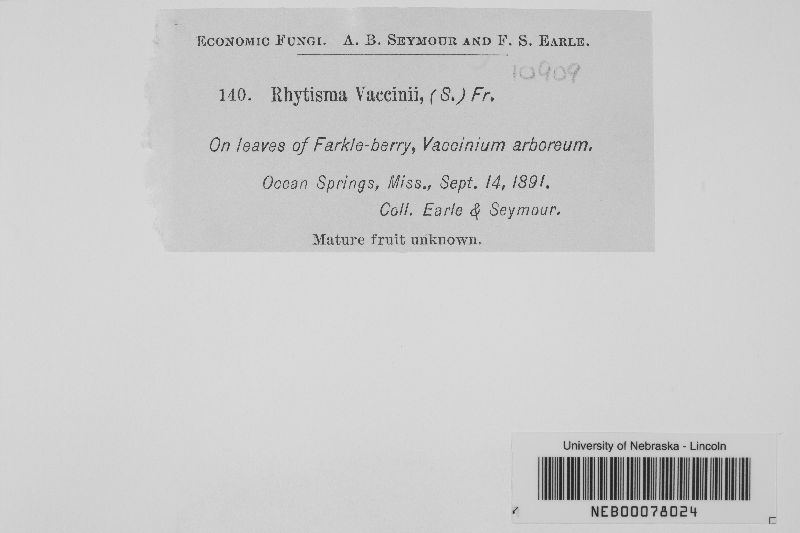 Economic Fungi. A. B. Seymour and F. S. Earle.
10909
140. Rhytisma Vaccinii, (S.) Fr.
On leaves of Farkle-berry, Vaccinium arboreum.
Ocean Springs, Miss., Sept. 14, 1891.
Coll. Earle & Seymour.
Mature fruit unknown.
University of Nebraska - Lincoln
NEB00078024